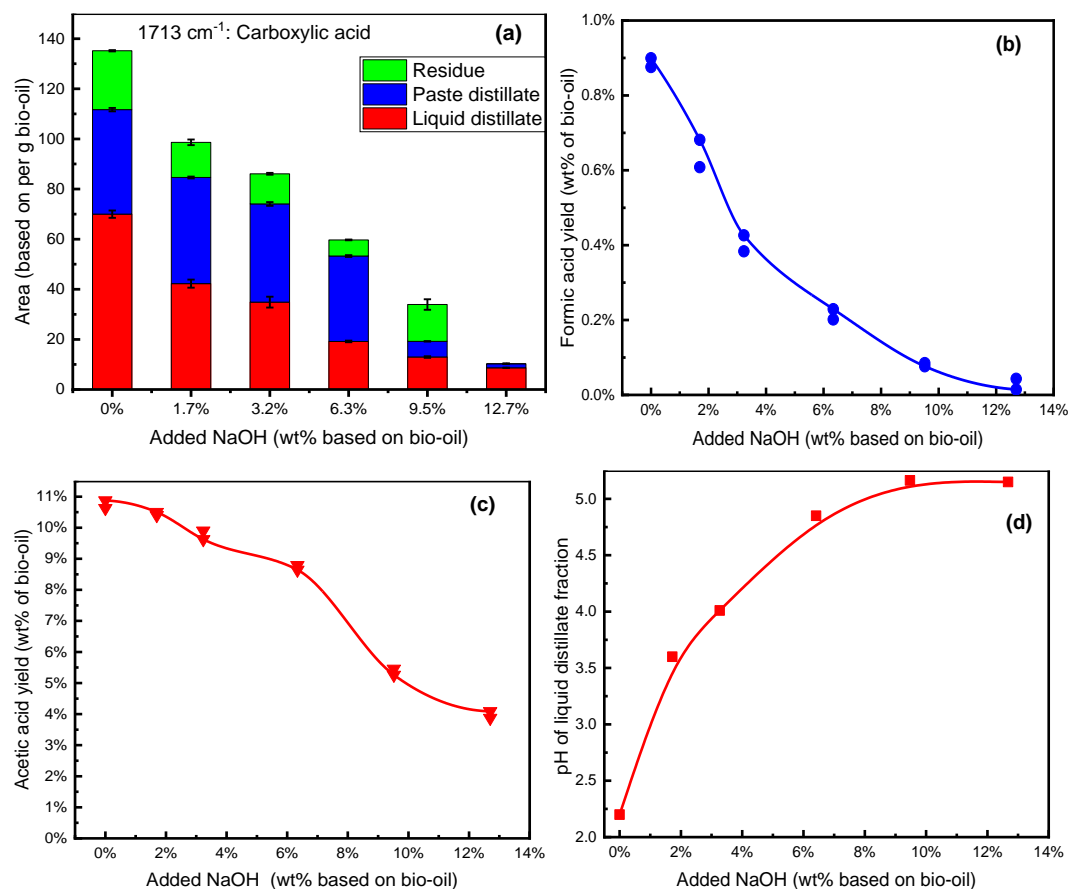 1713 cm⁻¹: Carboxylic acid
(a)
Residue
Paste distillate
Liquid distillate
Area (based on per g bio-oil)
140
120
100
80
60
40
20
0
0% 1.7% 3.2% 6.3% 9.5% 12.7%
Added NaOH (wt% based on bio-oil)
(b)
Formic acid yield (wt% of bio-oil)
1.0%
0.8%
0.6%
0.4%
0.2%
0.0%
0% 2% 4% 6% 8% 10% 12% 14%
Added NaOH (wt% based on bio-oil)
(c)
Acetic acid yield (wt% of bio-oil)
11%
10%
9%
8%
7%
6%
5%
4%
3%
2%
1%
0%
0% 2% 4% 6% 8% 10% 12% 14%
Added NaOH (wt% based on bio-oil)
(d)
pH of liquid distillate fraction
5.0
4.5
4.0
3.5
3.0
2.5
2.0
0% 2% 4% 6% 8% 10% 12% 14%
Added NaOH (wt% based on bio-oil)